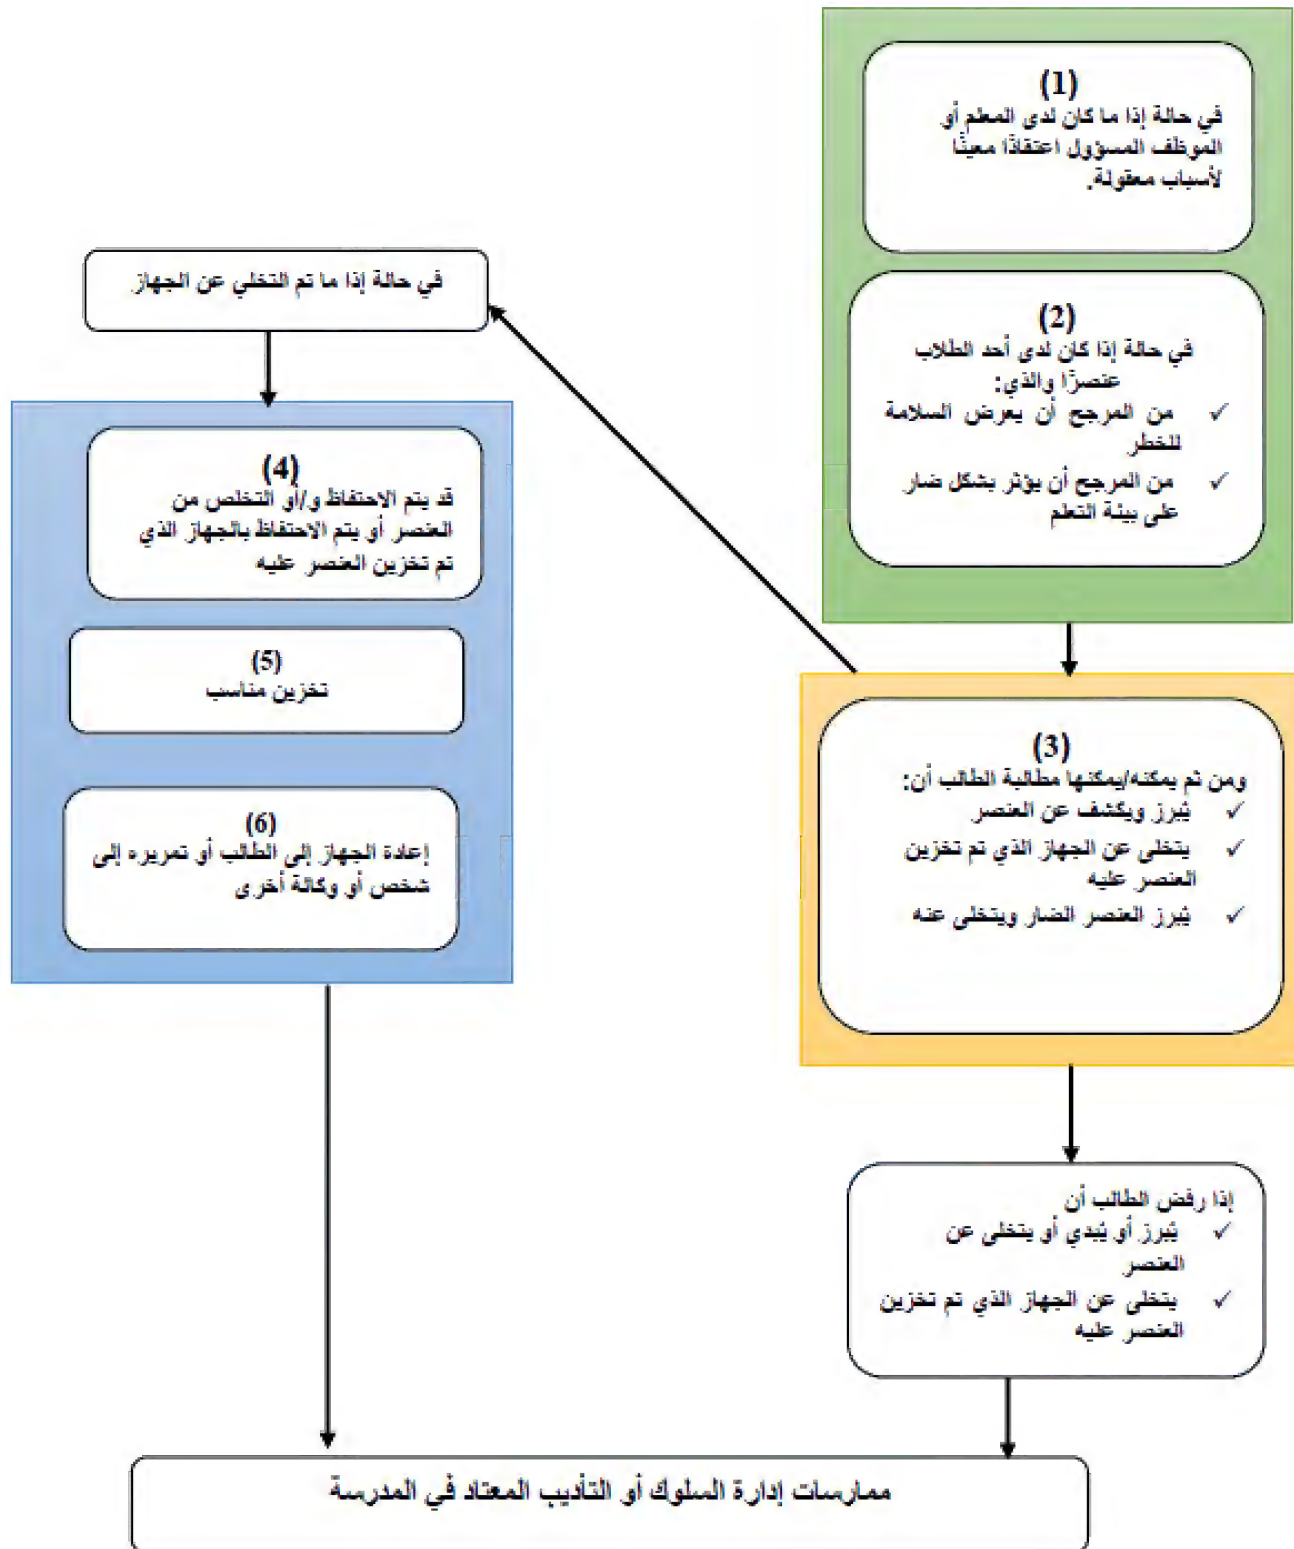 (1)
في حالة إذا ما كان لدى المعلم أو
الموظف المسؤول اعتقادًا معينًا
لأسباب معقولة.
(2)
في حالة إذا كان لدى أحد الطلاب
عنصرًا والذي:
✓ من المرجح أن يعرض السلامة
للخطر
✓ من المرجح أن يؤثر بشكل ضار
على بيئة التعلم
(3)
ومن ثم يمكنه/يمكنها مطالبة الطالب أن:
✓ يُبرز ويكشف عن العنصر
✓ يتخلى عن الجهاز الذي تم تخزين
العنصر عليه
✓ يُبرز العنصر الضار ويتخلى عنه
في حالة إذا ما تم التخلي عن الجهاز
(4)
قد يتم الاحتفاظ و/أو التخلص من
العنصر أو يتم الاحتفاظ بالجهاز الذي
تم تخزين العنصر عليه
(5)
تخزين مناسب
(6)
إعادة الجهاز إلى الطالب أو تمريره إلى
شخص أو وكالة أخرى
إذا رفض الطالب أن
✓ يُبرز أو يُبدي أو يتخلى عن
العنصر
✓ يتخلى عن الجهاز الذي تم تخزين
العنصر عليه
ممارسات إدارة السلوك أو التأديب المعتاد في المدرسة